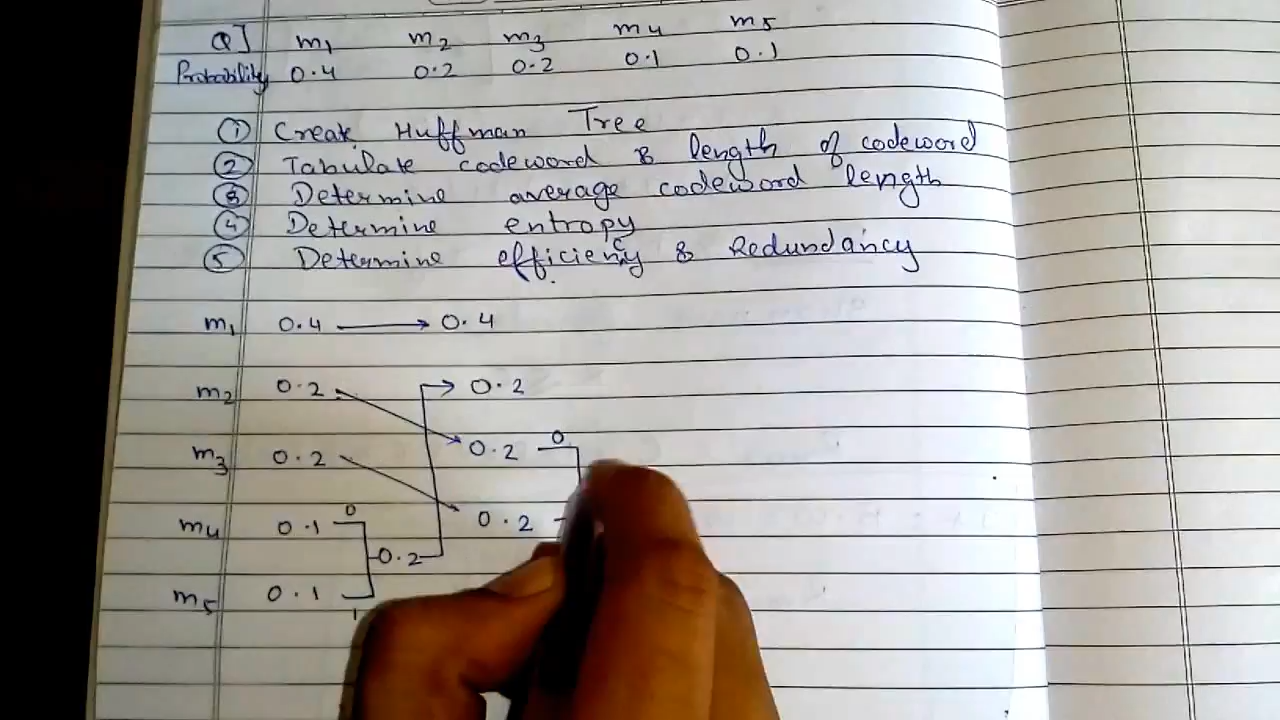 Q] m1 m2 m3 m4 m5
Probability 0.4 0.2 0.2 0.1 0.1
① Create Huffman Tree
② Tabulate codeword & length of codeword
③ Determine average codeword length
④ Determine entropy
⑤ Determine efficiency & Redundancy
m1 0.4 → 0.4
m2 0.2 → 0.2
0.2 0
m3 0.2
0
m4 0.1 0.2
0.2
m5 0.1
1